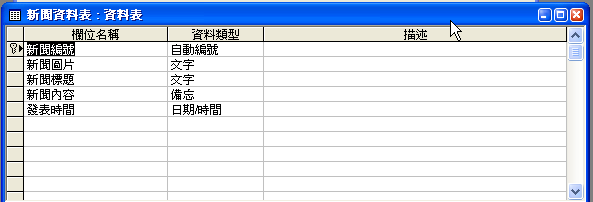 新聞資料表 : 資料表
欄位名稱 資料類型 描述
新聞編號 自動編號
新聞圖片 文字
新聞標題 文字
新聞內容 備忘
發表時間 日期/時間